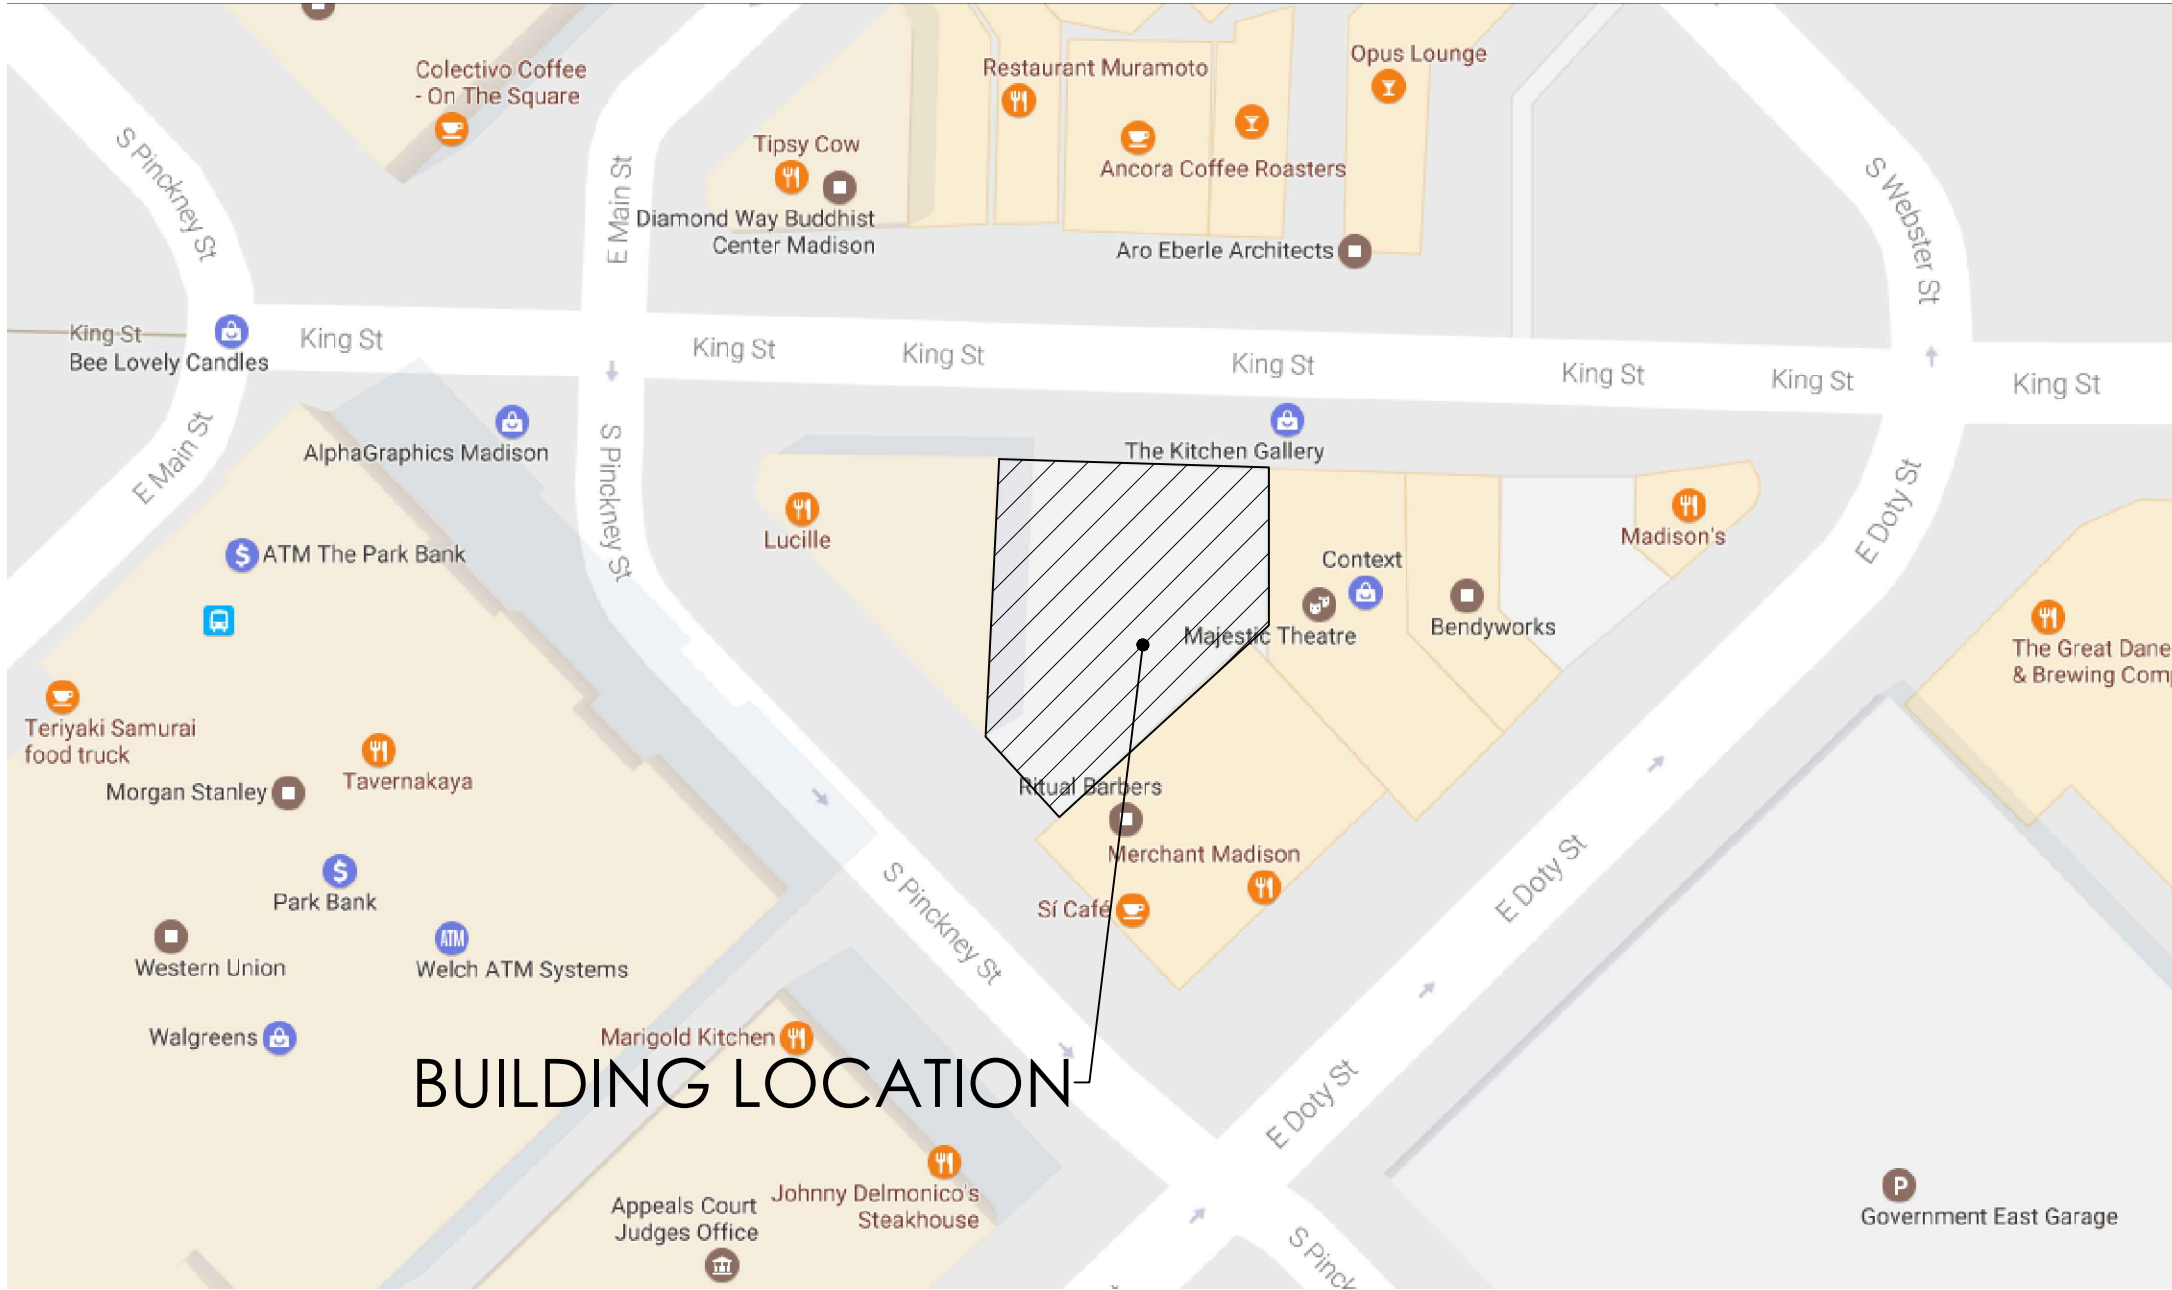 Colectivo Coffee
- On The Square
Restaurant Muramoto
Opus Lounge
Tipsy Cow
Ancora Coffee Roasters
Diamond Way Buddhist
Center Madison
Aro Eberle Architects
S Pinckney St
E Main St
S Webster St
King St
Bee Lovely Candles
King St
King St
King St
King St
King St
King St
King St
AlphaGraphics Madison
The Kitchen Gallery
E Main St
S Pinckney St
E Doty St
Lucille
Madison's
ATM The Park Bank
Context
Majestic Theatre
Bendyworks
The Great Dane
& Brewing Com
Teriyaki Samurai
food truck
Tavernakaya
Morgan Stanley
Ritual Barbers
Merchant Madison
E Doty St
Park Bank
Sí Café
S Pinckney St
ATM
Western Union
Welch ATM Systems
Walgreens
Marigold Kitchen
BUILDING LOCATION
E Doty St
Johnny Delmonico's
Steakhouse
Appeals Court
Judges Office
P
Government East Garage
S Pinck